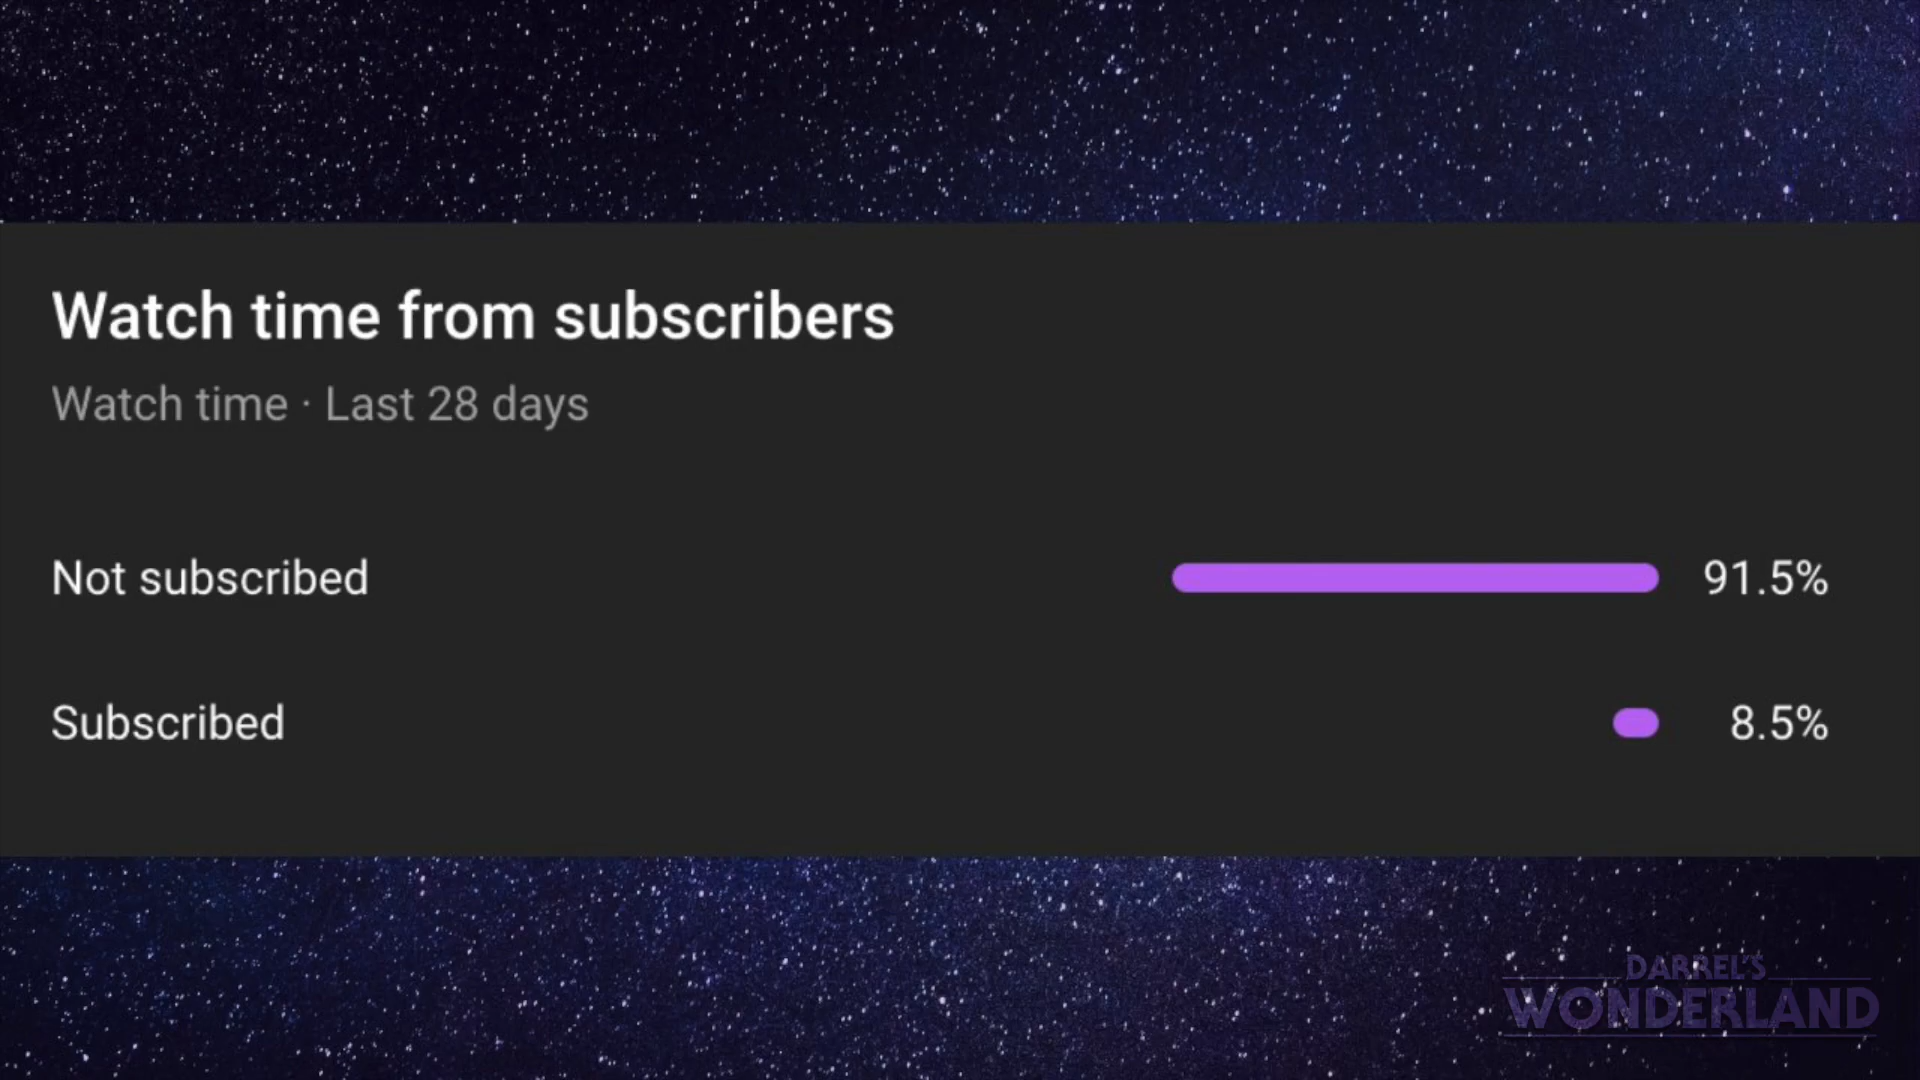 Watch time from subscribers
Watch time · Last 28 days
Not subscribed 91.5%
Subscribed 8.5%
DARREL'S
WONDERLAND